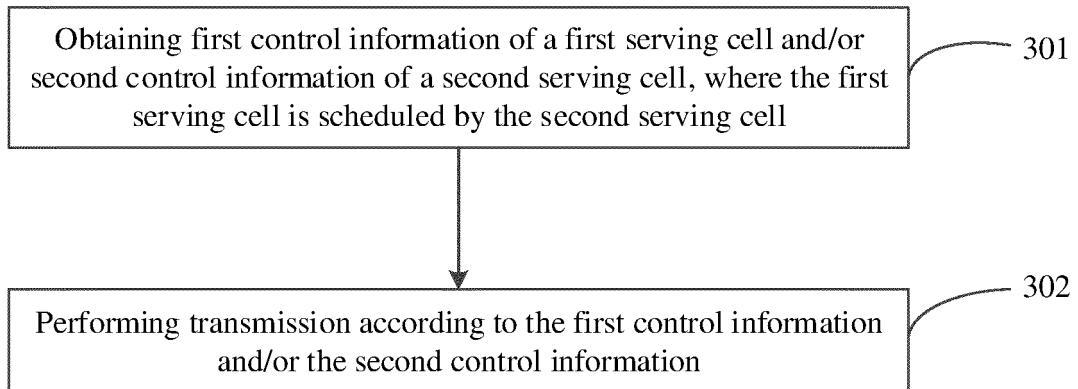 Obtaining first control information of a first serving cell and/or
second control information of a second serving cell, where the first
serving cell is scheduled by the second serving cell
301
Performing transmission according to the first control information
and/or the second control information
302